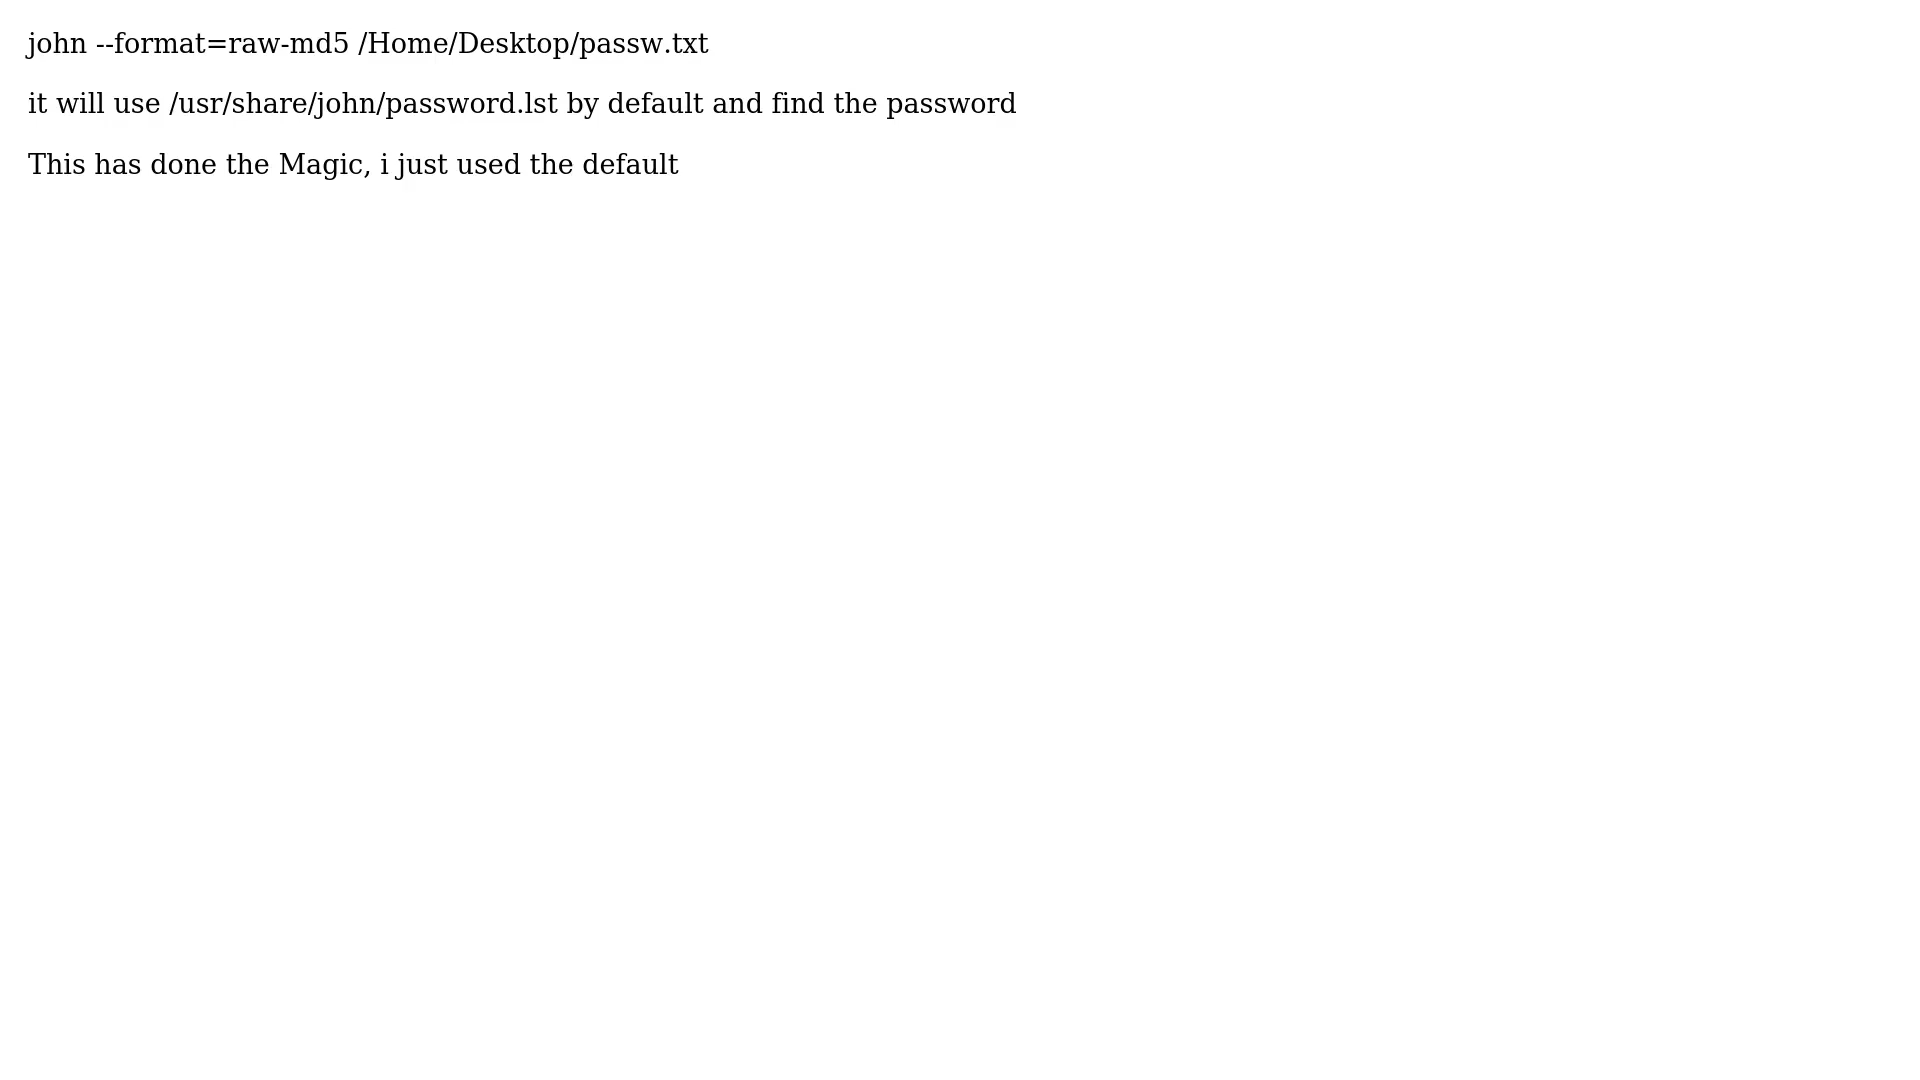 john --format=raw-md5 /Home/Desktop/passw.txt
it will use /usr/share/john/password.lst by default and find the password
This has done the Magic, i just used the default